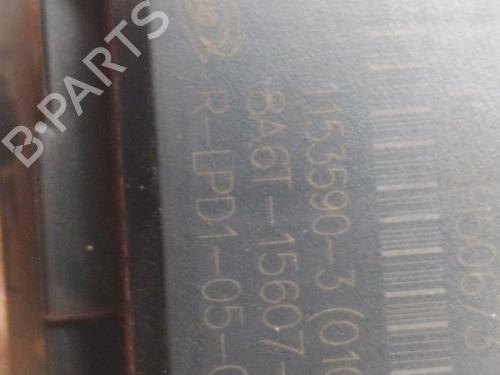 B-PARTS
1153590-3 (01
8A6T-15607-
R-LPD1-05-